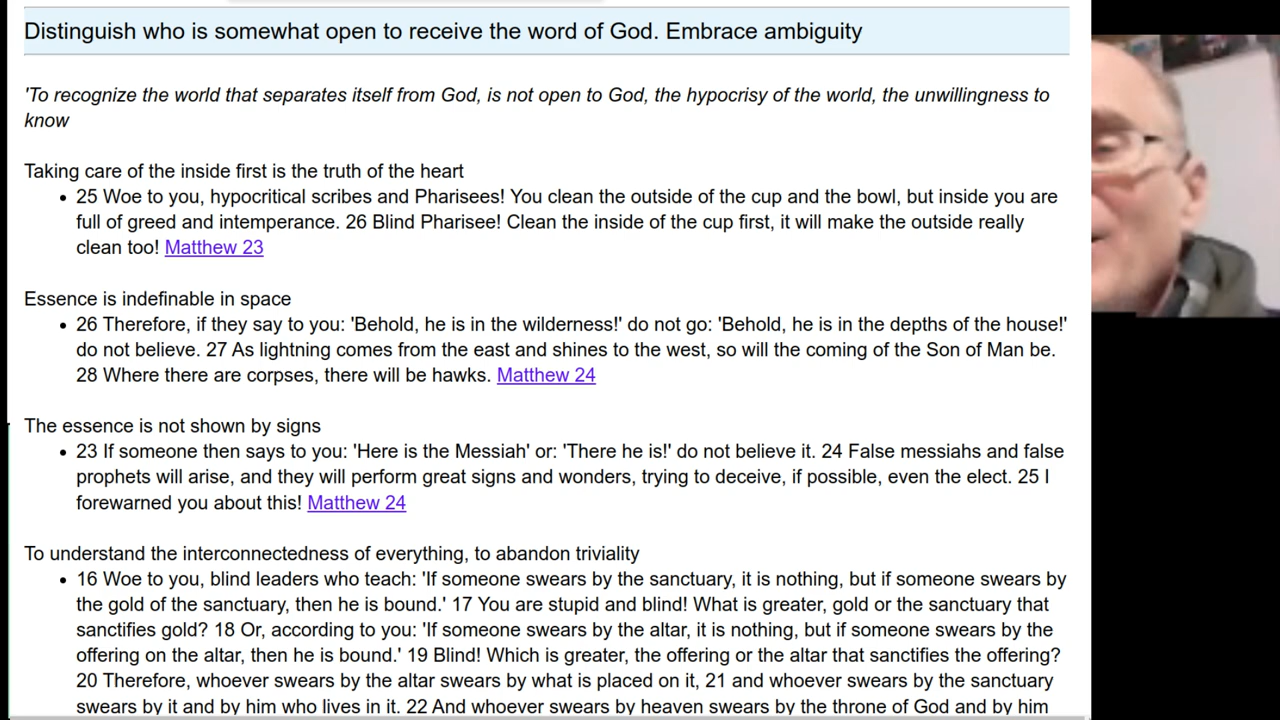 Distinguish who is somewhat open to receive the word of God. Embrace ambiguity
'To recognize the world that separates itself from God, is not open to God, the hypocrisy of the world, the unwillingness to
know
Taking care of the inside first is the truth of the heart
• 25 Woe to you, hypocritical scribes and Pharisees! You clean the outside of the cup and the bowl, but inside you are
full of greed and intemperance. 26 Blind Pharisee! Clean the inside of the cup first, it will make the outside really
clean too! Matthew 23
Essence is indefinable in space
• 26 Therefore, if they say to you: 'Behold, he is in the wilderness!' do not go: 'Behold, he is in the depths of the house!'
do not believe. 27 As lightning comes from the east and shines to the west, so will the coming of the Son of Man be.
28 Where there are corpses, there will be hawks. Matthew 24
The essence is not shown by signs
• 23 If someone then says to you: 'Here is the Messiah' or: 'There he is!' do not believe it. 24 False messiahs and false
prophets will arise, and they will perform great signs and wonders, trying to deceive, if possible, even the elect. 25 I
forewarned you about this! Matthew 24
To understand the interconnectedness of everything, to abandon triviality
• 16 Woe to you, blind leaders who teach: 'If someone swears by the sanctuary, it is nothing, but if someone swears by
the gold of the sanctuary, then he is bound.' 17 You are stupid and blind! What is greater, gold or the sanctuary that
sanctifies gold? 18 Or, according to you: 'If someone swears by the altar, it is nothing, but if someone swears by the
offering on the altar, then he is bound.' 19 Blind! Which is greater, the offering or the altar that sanctifies the offering?
20 Therefore, whoever swears by the altar swears by what is placed on it, 21 and whoever swears by the sanctuary
swears by it and by him who lives in it. 22 And whoever swears by heaven swears by the throne of God and by him